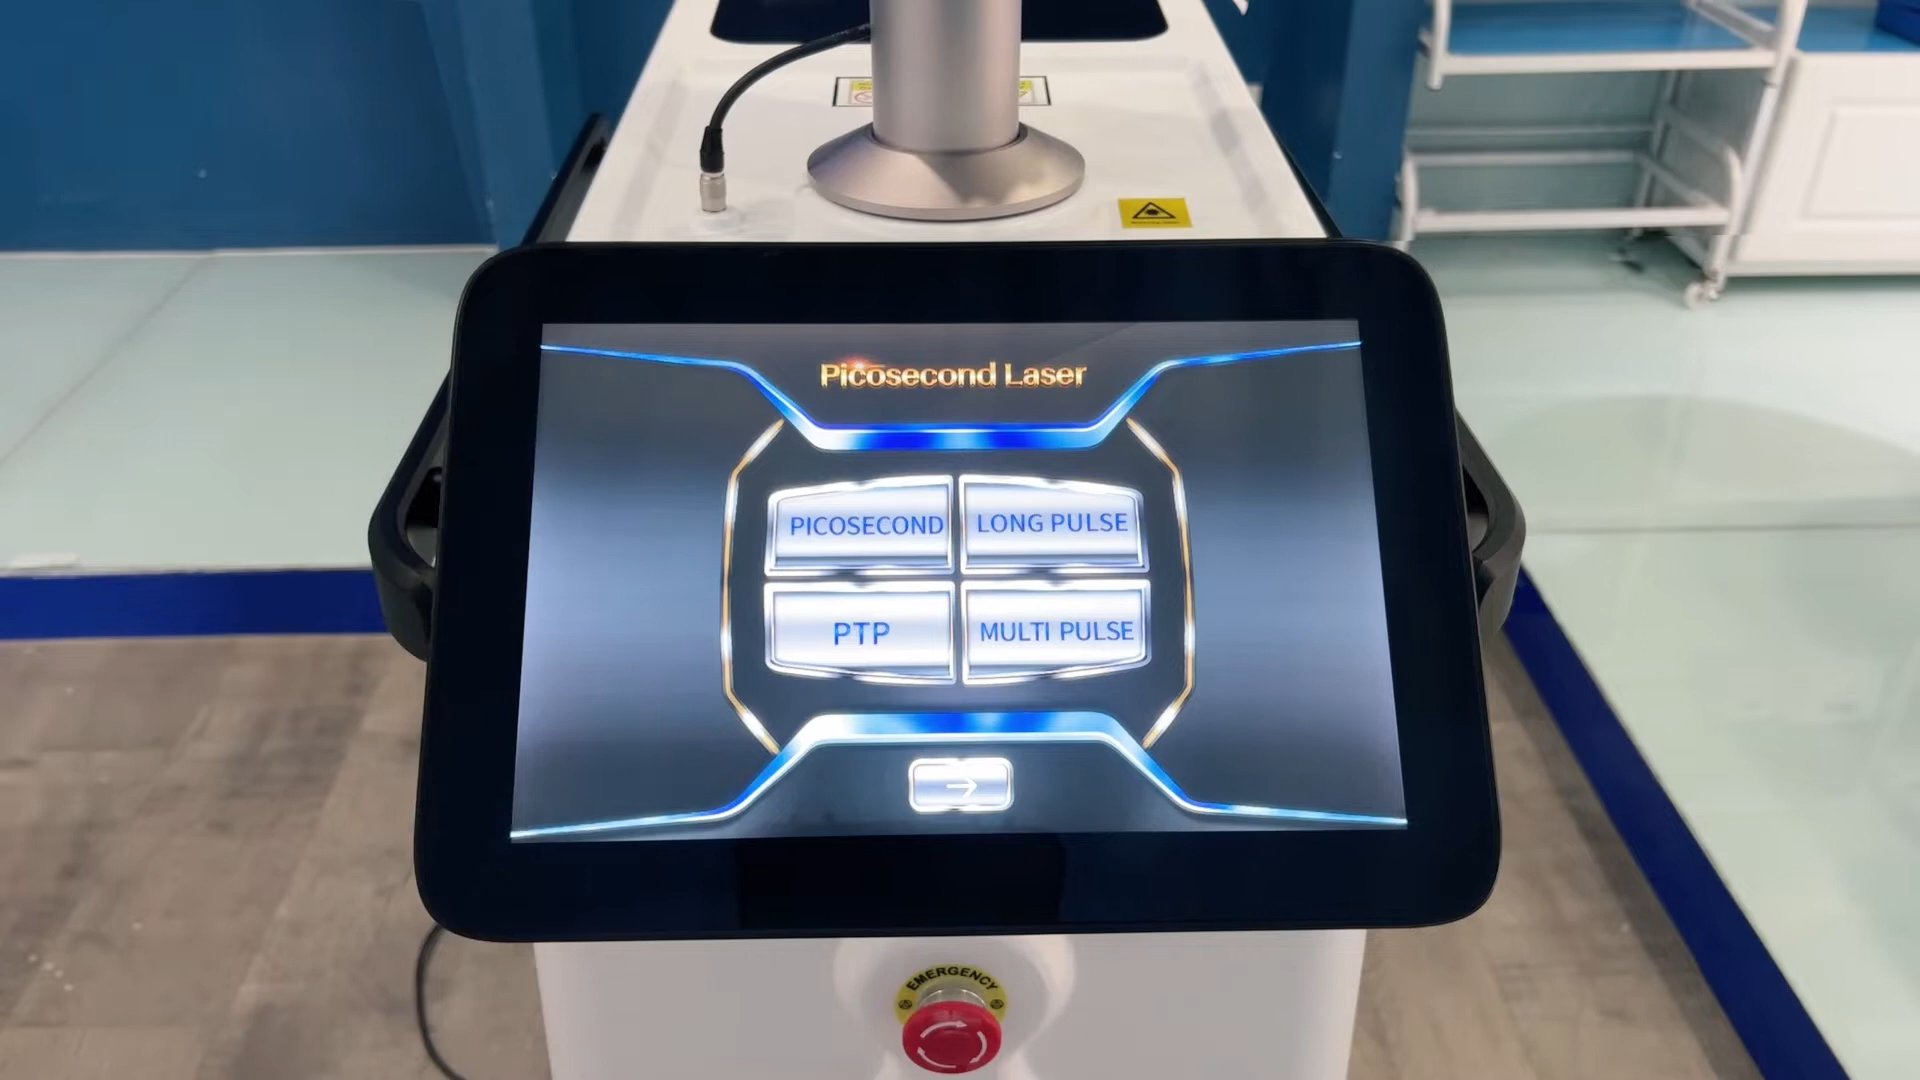 Picosecond Laser
PICOSECOND
LONG PULSE
PTP
MULTI PULSE
EMERGENCY